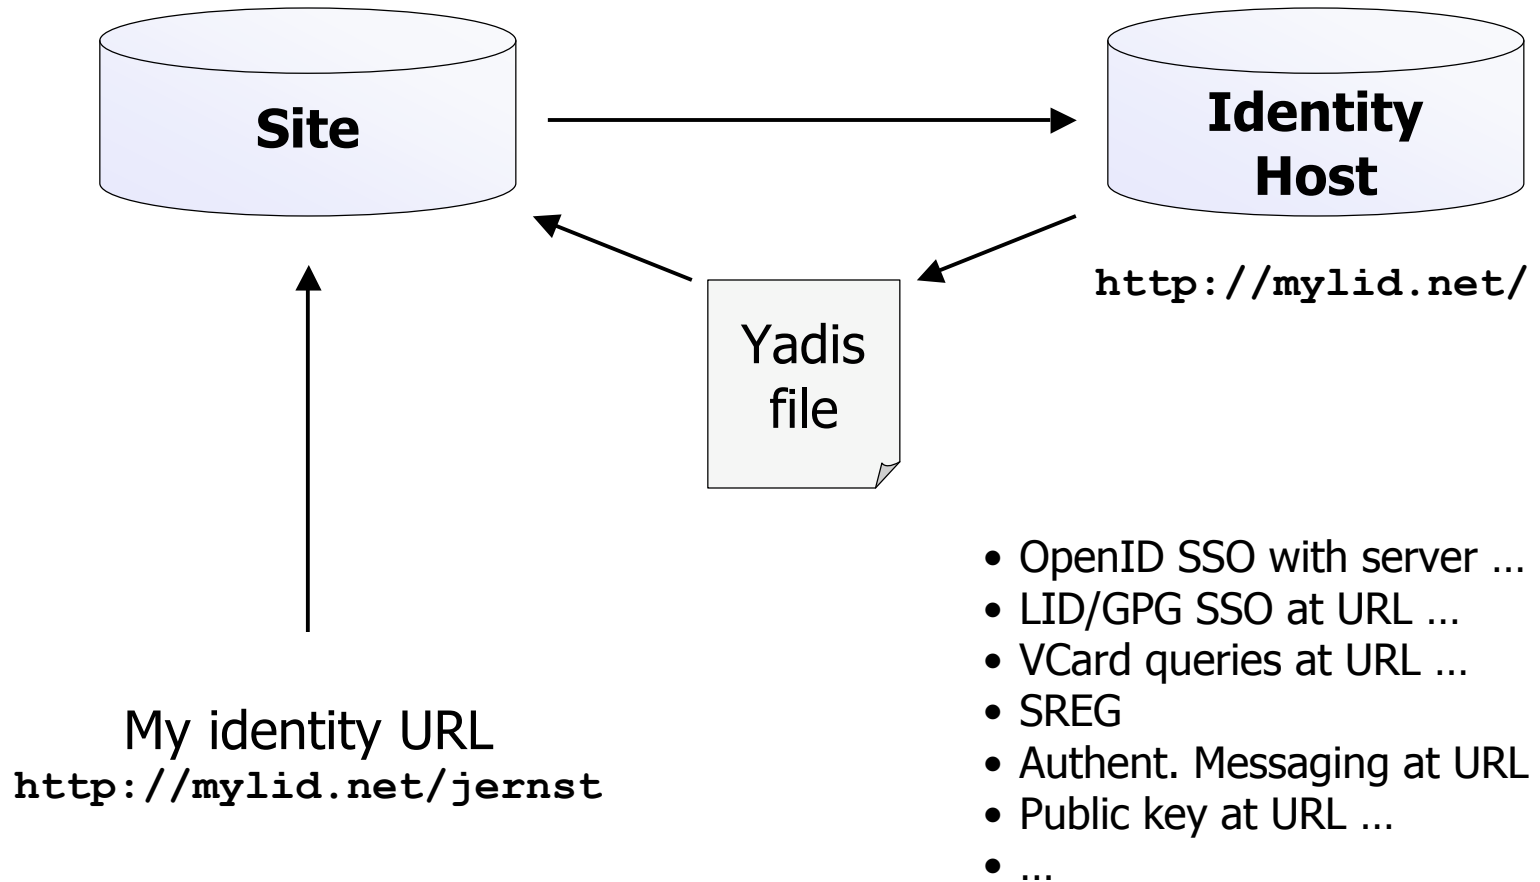 Site
Identity
Host
http://mylid.net/
Yadis
file
My identity URL
http://mylid.net/jernst
• OpenID SSO with server …
• LID/GPG SSO at URL …
• VCard queries at URL …
• SREG
• Authent. Messaging at URL
• Public key at URL …
• …